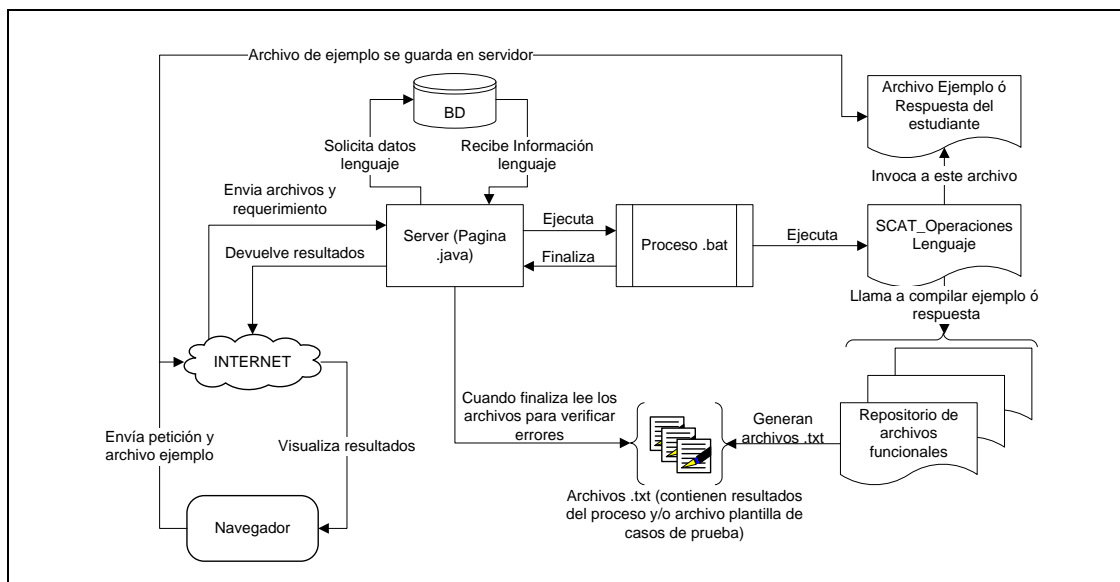 Archivo de ejemplo se guarda en servidor
BD
Archivo Ejemplo ó
Respuesta del
estudiante
Solicita datos
lenguaje
Recibe Información
lenguaje
Invoca a este archivo
Envia archivos y
requerimiento
Server (Pagina
.java)
Ejecuta
Finaliza
Proceso .bat
Ejecuta
SCAT_Operaciones
Lenguaje
Devuelve resultados
Llama a compilar ejemplo ó
respuesta
INTERNET
Cuando finaliza lee los
archivos para verificar
errores
Generan
archivos .txt
Repositorio de
archivos
funcionales
Envía petición y
archivo ejemplo
Visualiza resultados
Archivos .txt (contienen resultados
del proceso y/o archivo plantilla de
casos de prueba)
Navegador